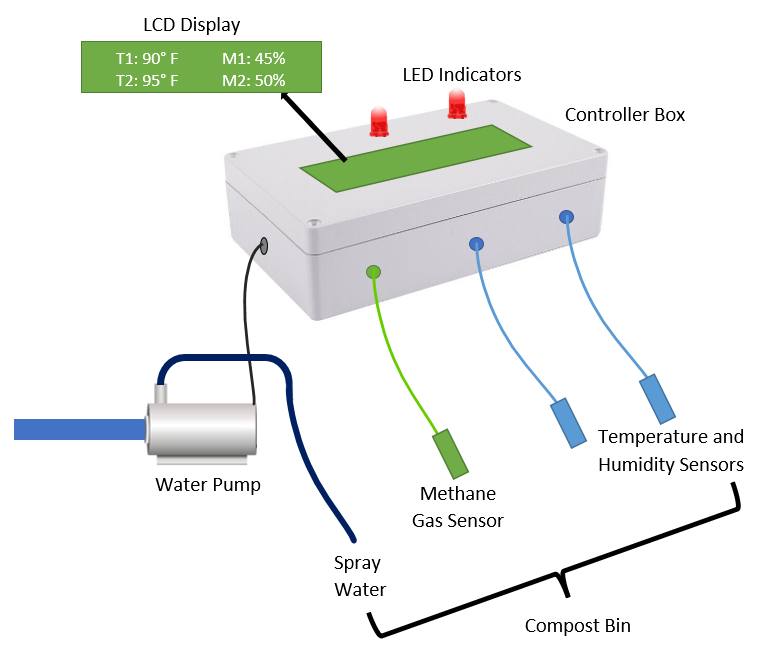 LCD Display
T1: 90° F M1: 45%
T2: 95° F M2: 50%
LED Indicators
Controller Box
Water Pump
Temperature and
Humidity Sensors
Methane
Gas Sensor
Spray
Water
Compost Bin